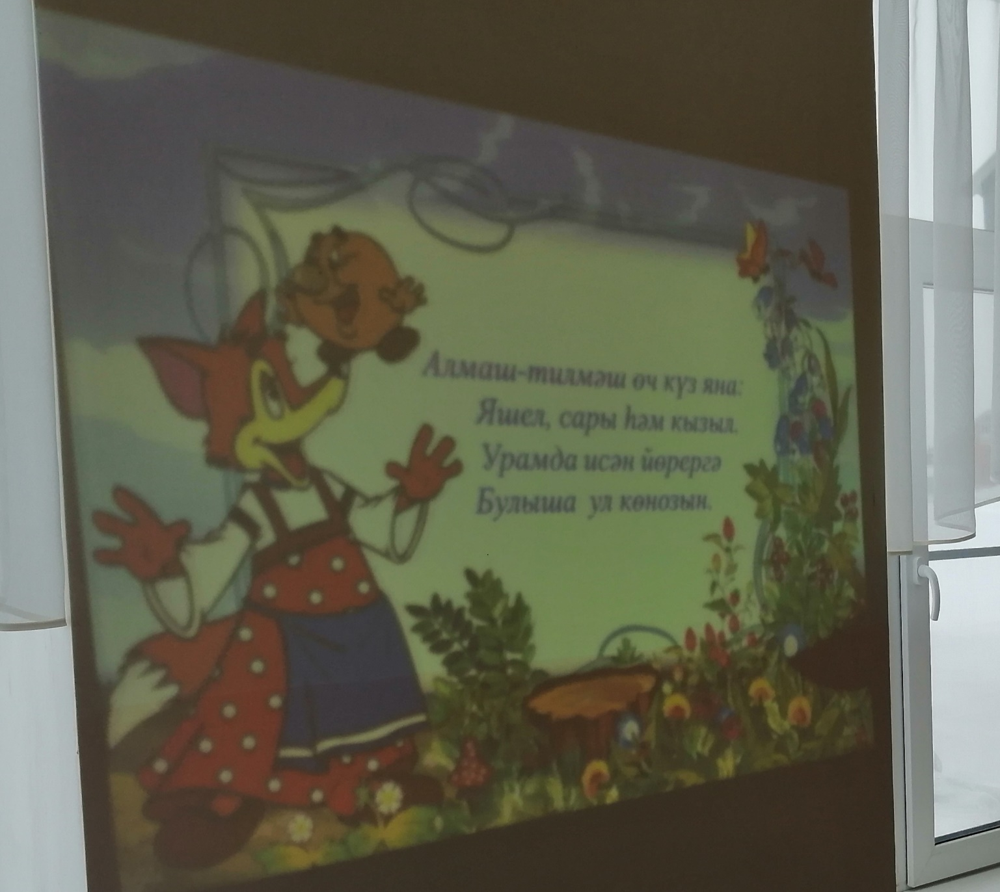 Алмаш-тилмәш өч күз яна:
Яшел, сары һәм кызыл.
Урамда исән йөрергә
Булыша ул көнозын.